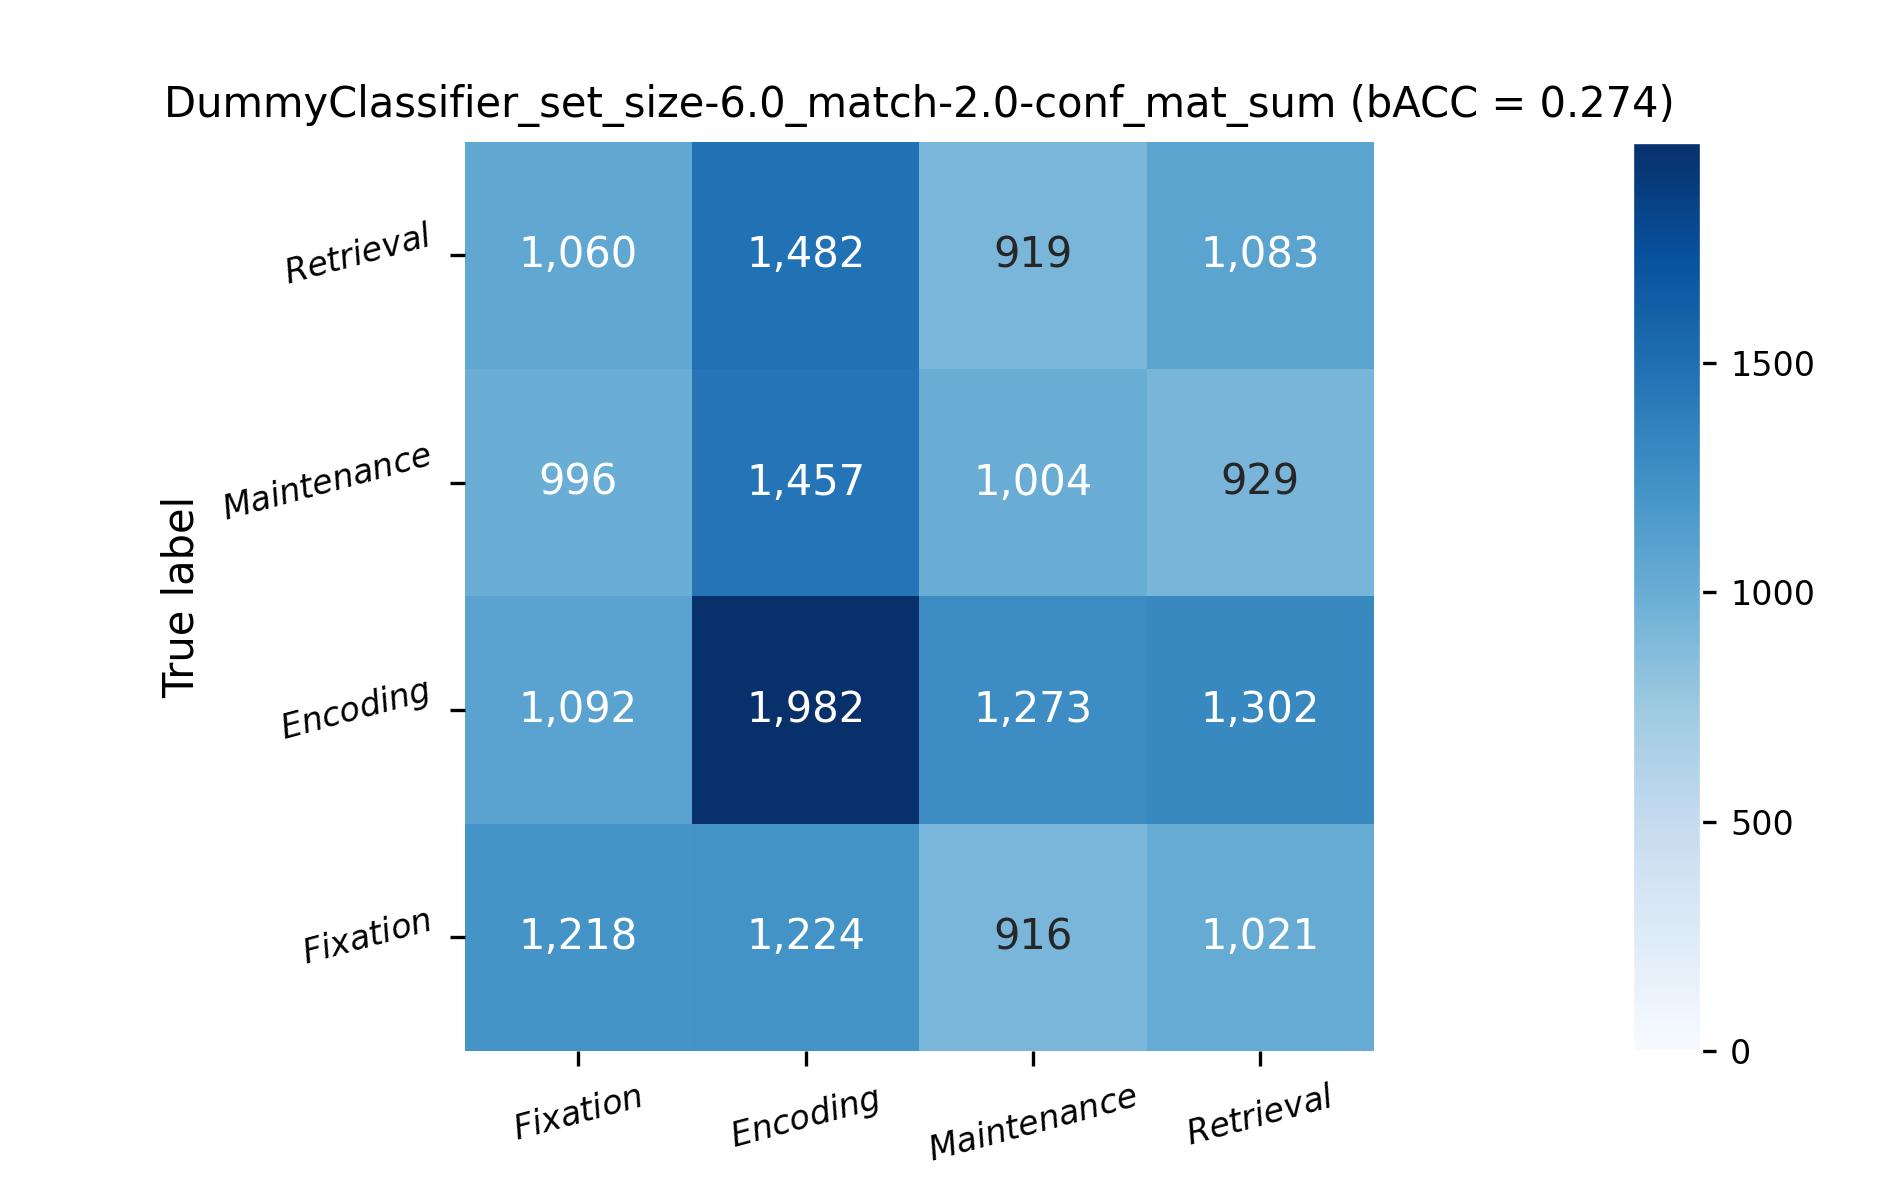 DummyClassifier_set_size-6.0_match-2.0-conf_mat_sum (bACC = 0.274)
True label
Retrieval 1,060 1,482 919 1,083
Maintenance 996 1,457 1,004 929
Encoding 1,092 1,982 1,273 1,302
Fixation 1,218 1,224 916 1,021
Fixation Encoding Maintenance Retrieval
1500
1000
500
0